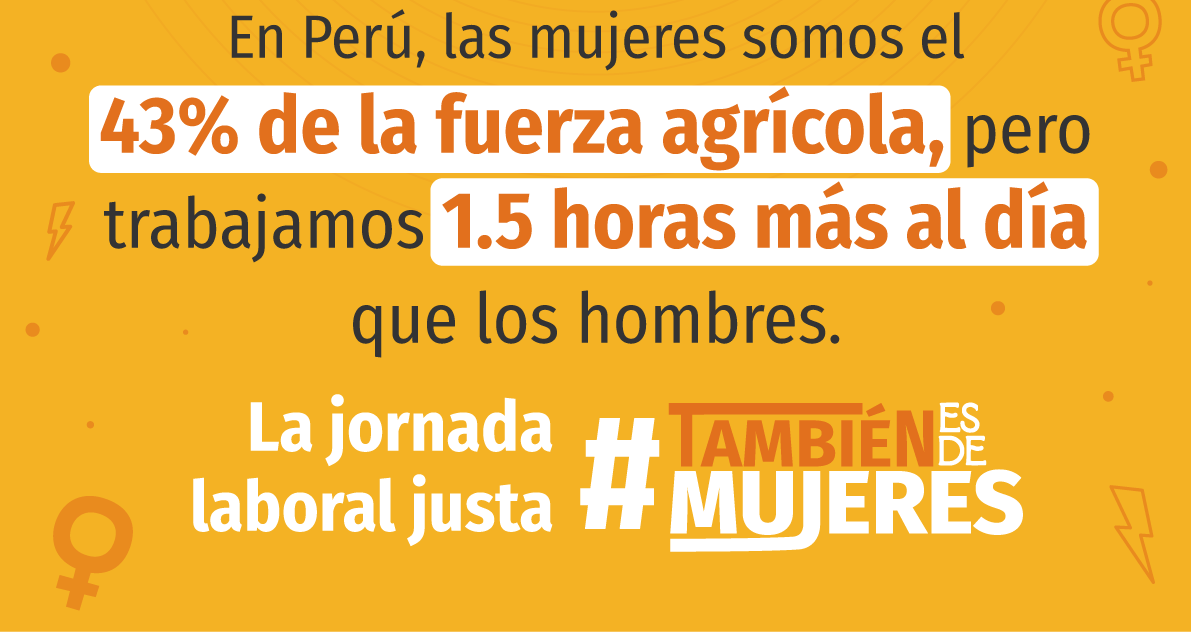 En Perú, las mujeres somos el
43% de la fuerza agrícola, pero
trabajamos 1.5 horas más al día
que los hombres.
La jornada
laboral justa
#TAMBIÉN ES DE
MUJERES